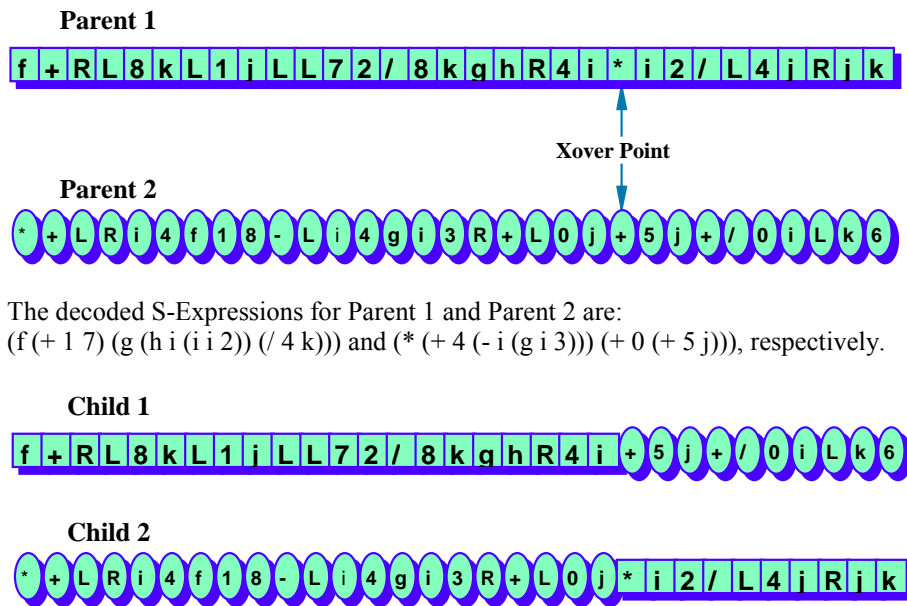 Parent 1
f + R L 8 k L 1 j L L 7 2 / 8 k g h R 4 i * i 2 / L 4 j R j k
Xover Point
Parent 2
* + L R i 4 f 1 8 - L i 4 g i 3 R + L 0 j + 5 j + / 0 i L k 6
The decoded S-Expressions for Parent 1 and Parent 2 are:
(f (+ 1 7) (g (h i (i i 2)) (/ 4 k))) and (* (+ 4 (- i (g i 3))) (+ 0 (+ 5 j))), respectively.
Child 1
f + R L 8 k L 1 j L L 7 2 / 8 k g h R 4 i + 5 j + / 0 i L k 6
Child 2
* + L R i 4 f 1 8 - L i 4 g i 3 R + L 0 j * i 2 / L 4 j R j k